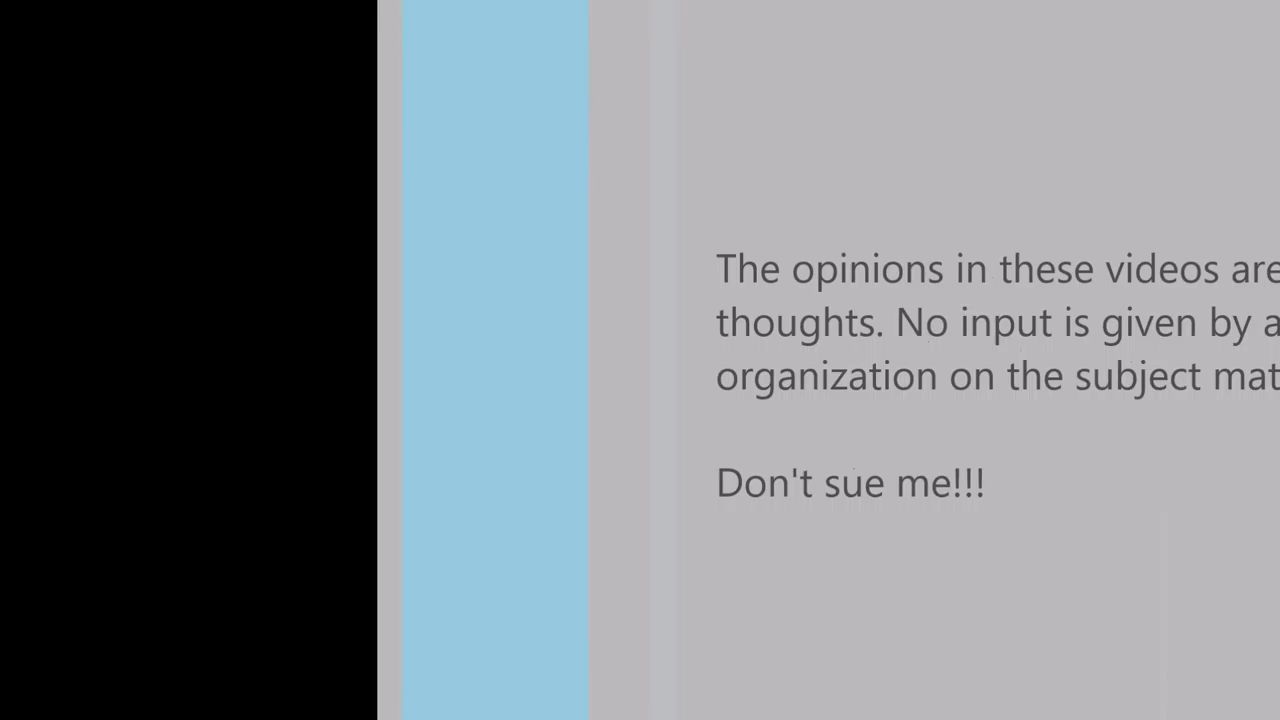 The opinions in these videos are
thoughts. No input is given by
organization on the subject
Don't sue me!!!